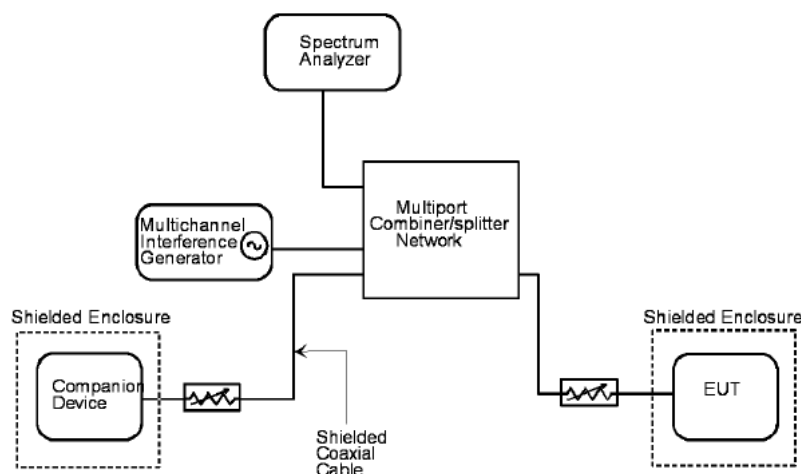 Spectrum
Analyzer
Multiport
Combiner/splitter
Network
Multichannel
Interference
Generator
Shielded Enclosure
Shielded Enclosure
Companion
Device
EUT
Shielded
Coaxial
Cable